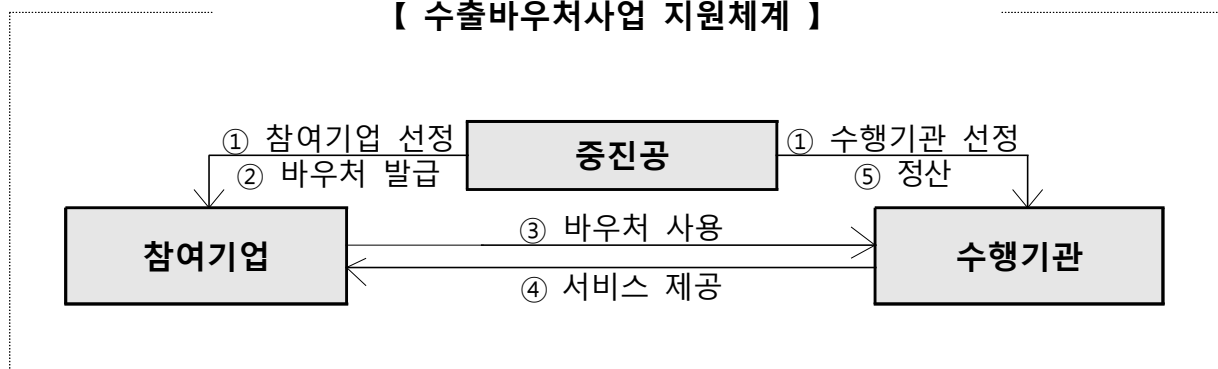 【 수출바우처사업 지원체계 】
① 참여기업 선정
② 바우처 발급
중진공
① 수행기관 선정
⑤ 정산
참여기업
③ 바우처 사용
④ 서비스 제공
수행기관